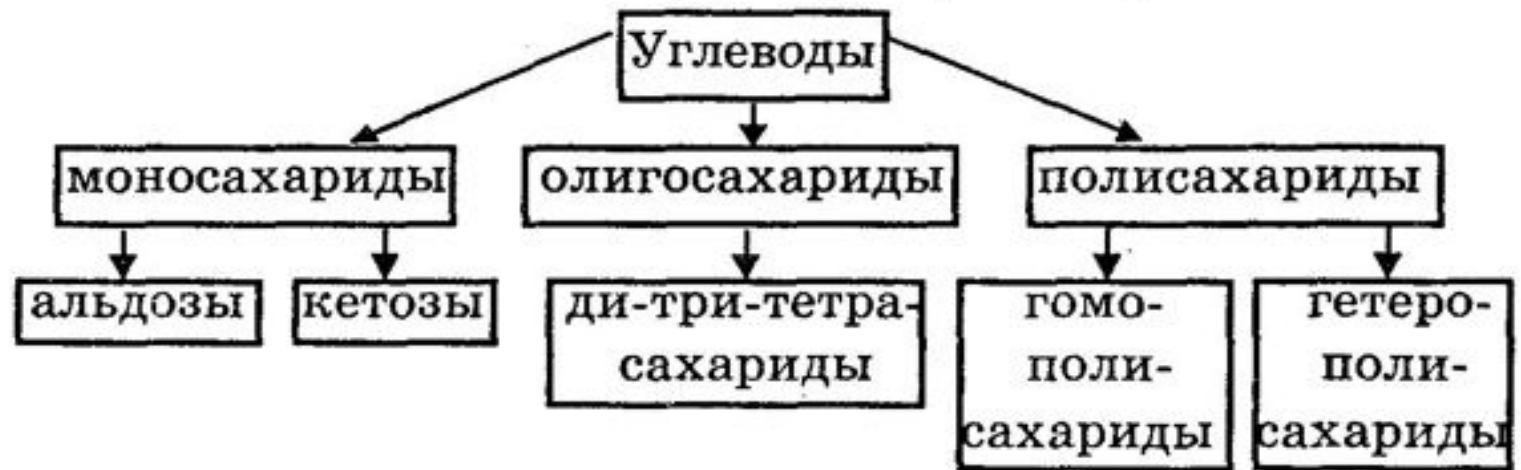 Углеводы
моносахариды
олигосахариды
полисахариды
альдозы
кетозы
ди-три-тетра-
сахариды
гомо-
поли-
сахариды
гетеро-
поли-
сахариды